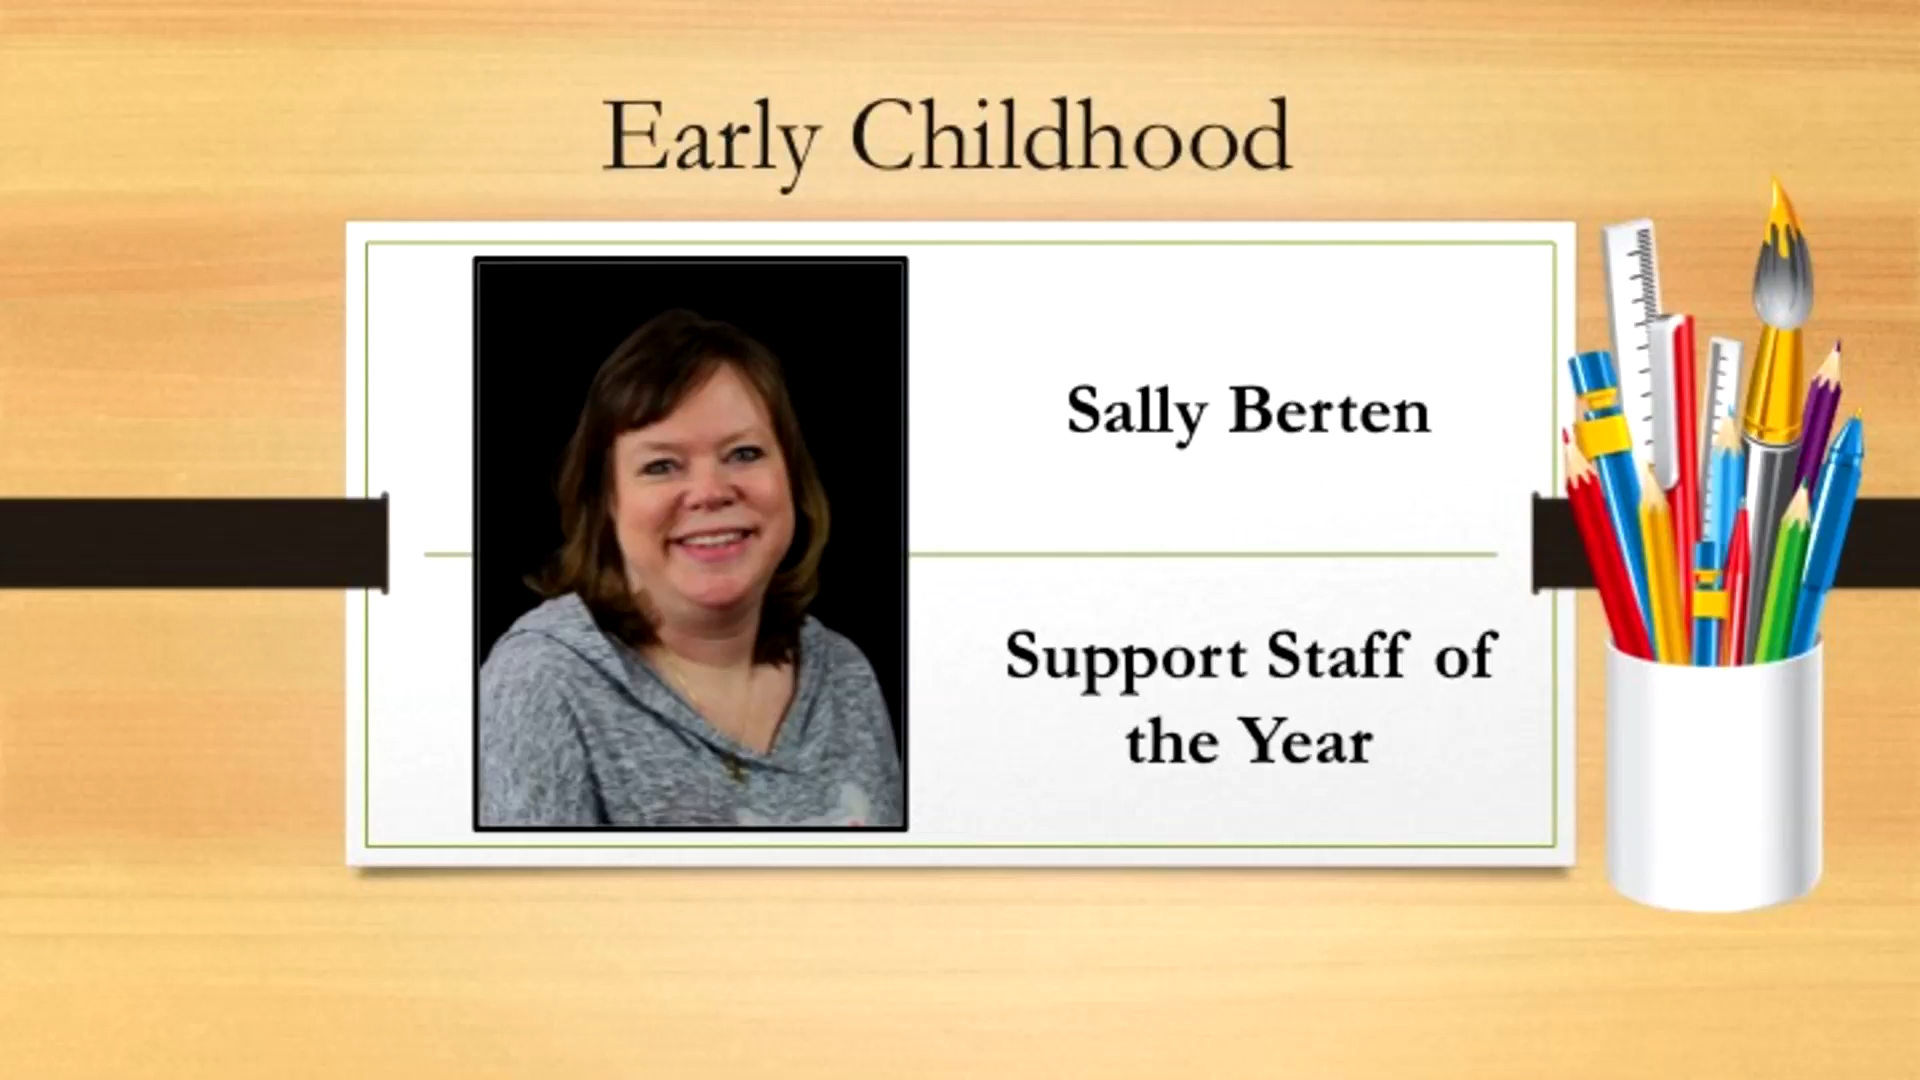 Early Childhood
Sally Berten
Support Staff of
the Year